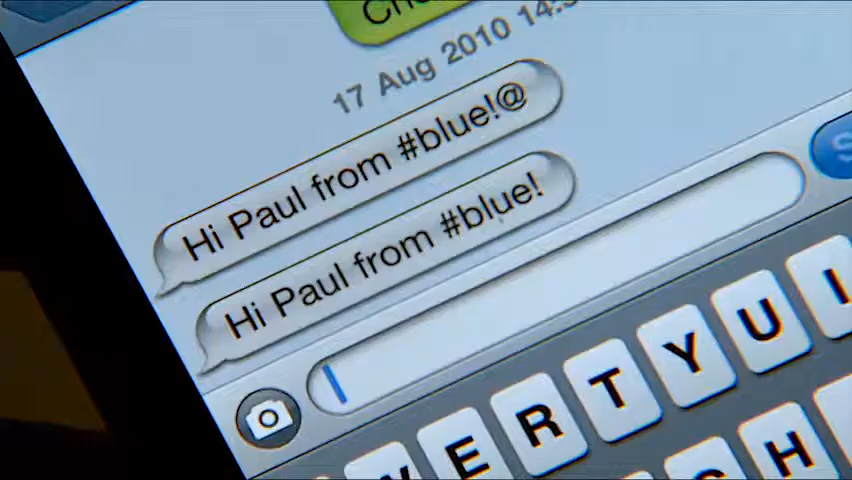 17 Aug 2010
Hi Paul from #blue!@
Hi Paul from #blue!
E R T Y U I
H